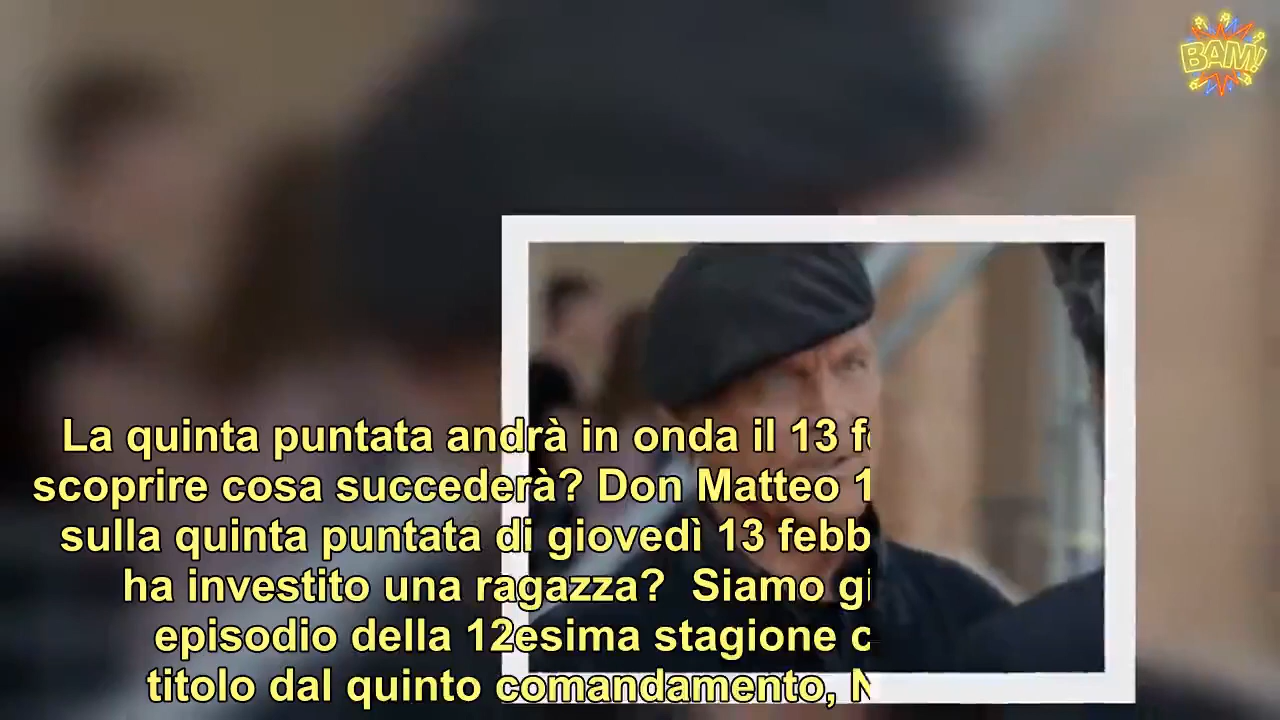 BAM!
La quinta puntata andrà in onda il 13
scoprire cosa succederà? Don Matteo
sulla quinta puntata di giovedì 13 febb
ha investito una ragazza? Siamo gi
episodio della 12esima stagione
titolo dal quinto comandamento, N